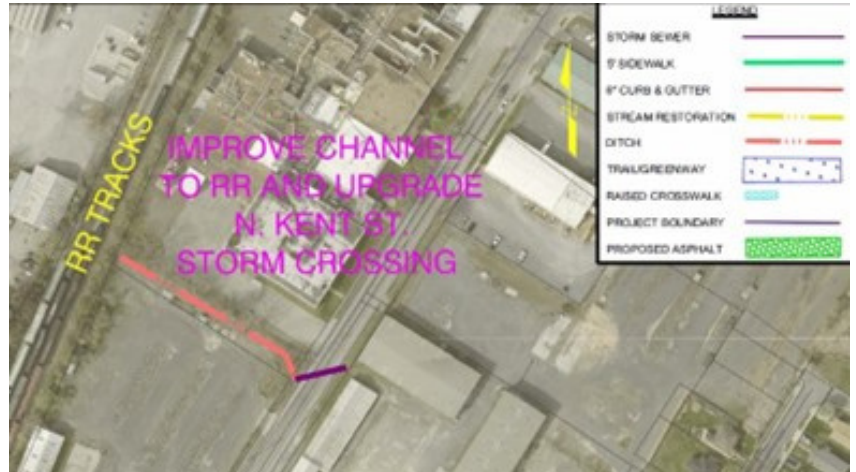 LEGEND
STORM SEWER
5' SIDEWALK
6" CURB & GUTTER
STREAM RESTORATION
DITCH
TRAIL/GREENWAY
RAISED CROSSWALK
PROJECT BOUNDARY
PROPOSED ASPHALT
RR TRACKS
IMPROVE CHANNEL
TO RR AND UPGRADE
N. KENT ST.
STORM CROSSING